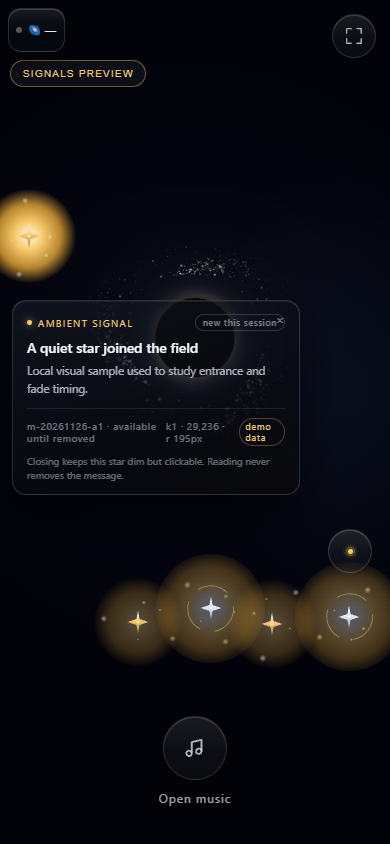 —
SIGNALS PREVIEW
AMBIENT SIGNAL
new this session×
A quiet star joined the field
Local visual sample used to study entrance and
fade timing.
m-20261126-a1 · available
until removed
k1 · 29,236 ·
r 195px
demo
data
Closing keeps this star dim but clickable. Reading never
removes the message.
Open music